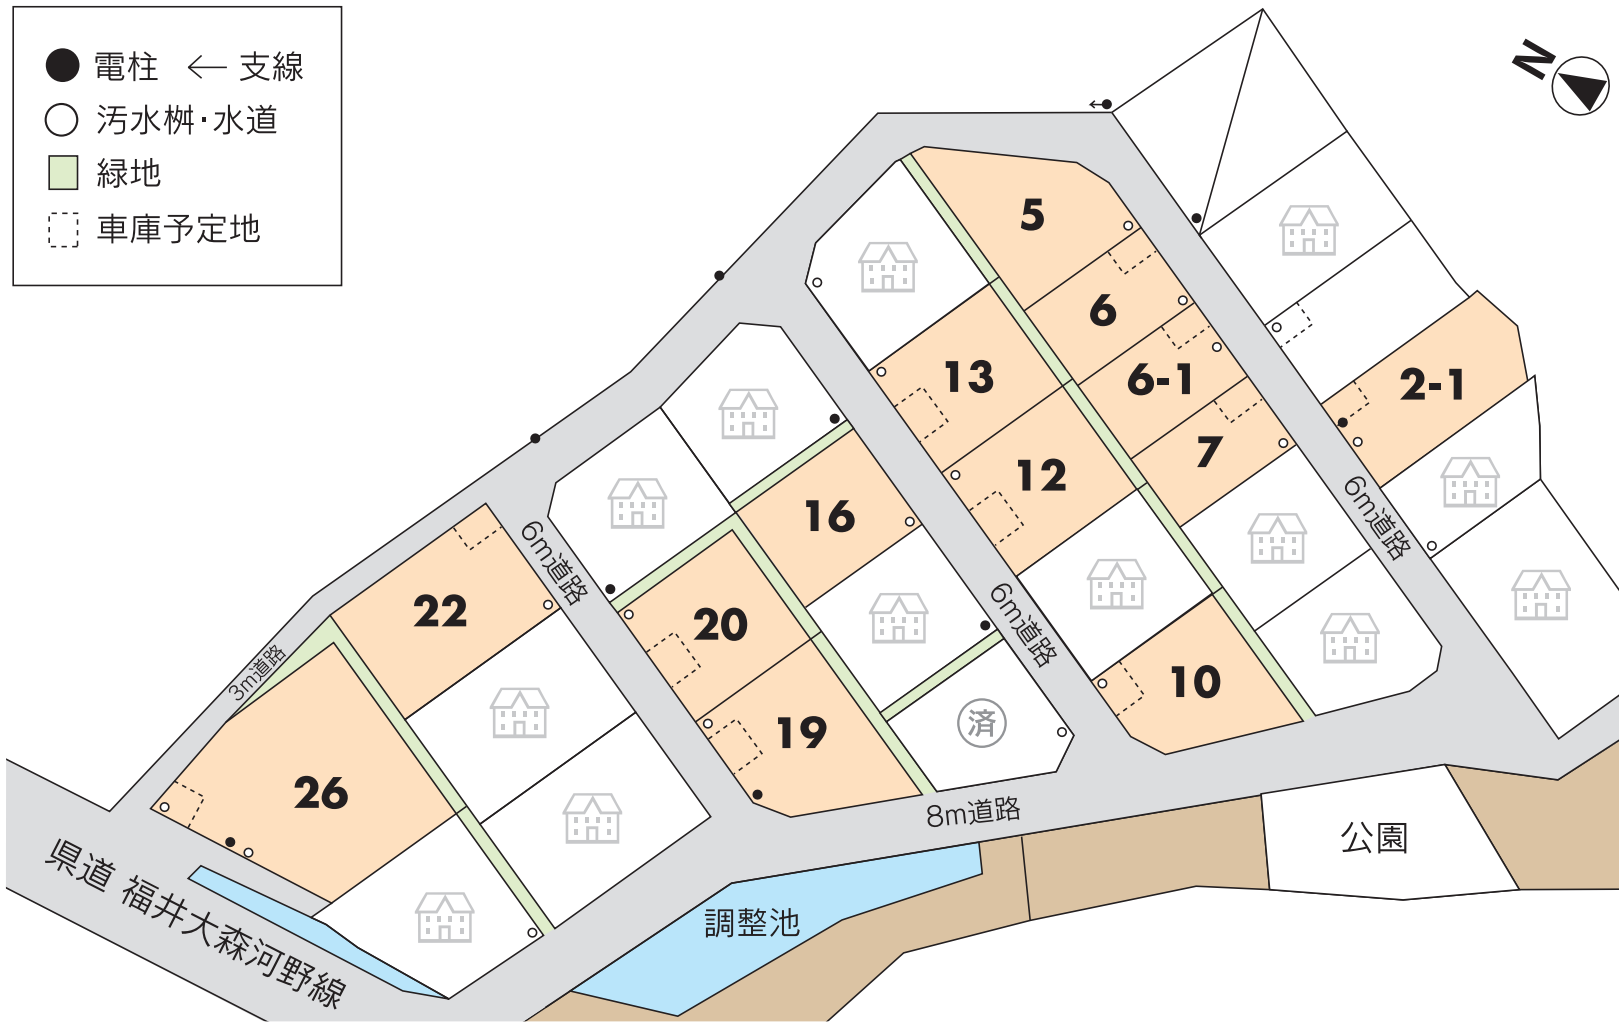 電柱 ← 支線
汚水桝・水道
緑地
車庫予定地
N
5
6
6-1
13
2-1
7
12
16
6m道路
6m道路
22
20
6m道路
3m道路
10
済
19
26
8m道路
公園
県道 福井大森河野線
調整池